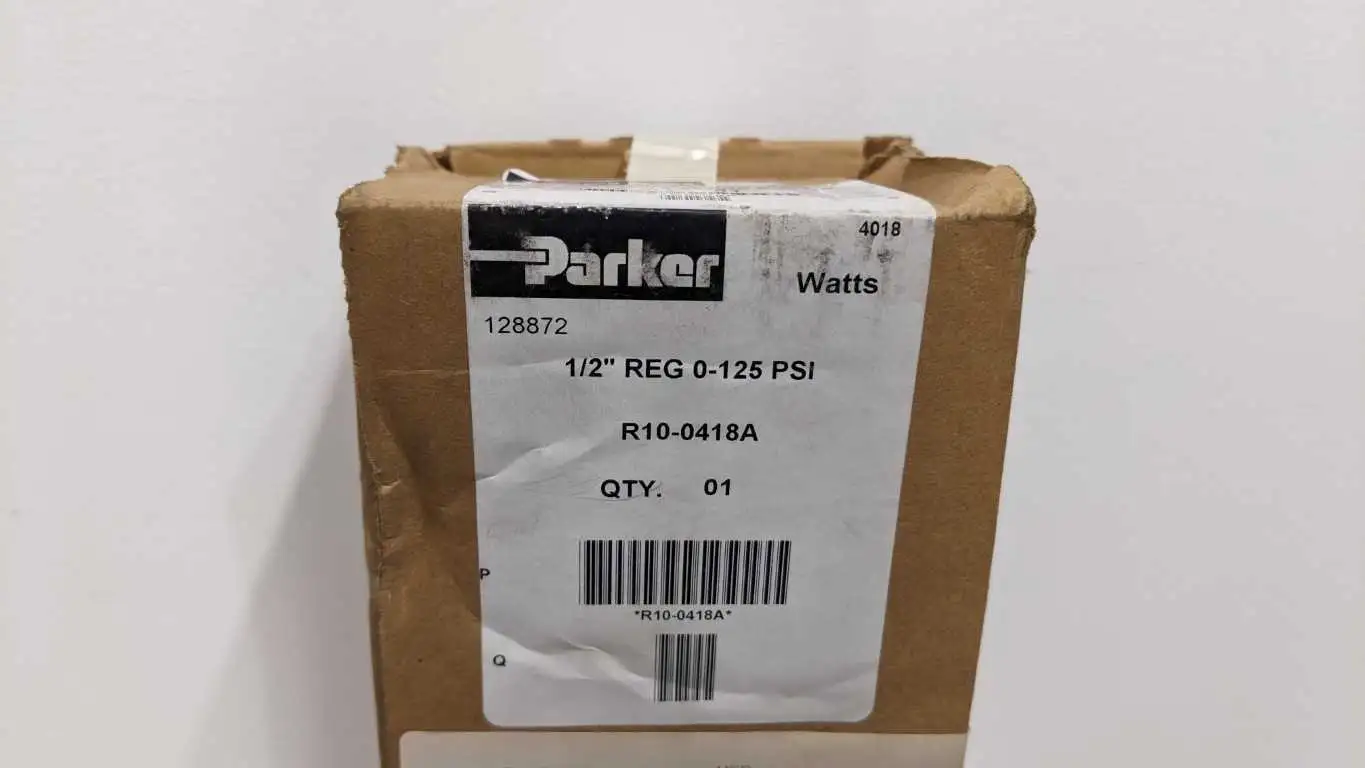 Parker
4018
Watts
128872
1/2" REG 0-125 PSI
R10-0418A
QTY. 01
P
*R10-0418A*
Q